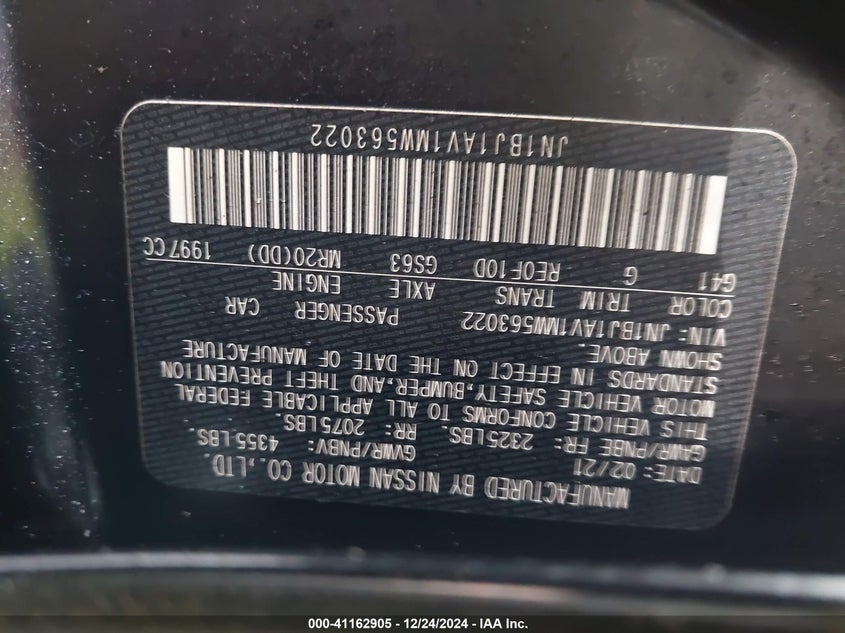 MANUFACTURED BY NISSAN MOTOR CO.,LTD.
DATE: 02/21 GVWR/PNBV: 4355LBS.
GAWR/PNBE FR: 2325LBS. RR: 2075LBS.
THIS VEHICLE CONFORMS TO ALL APPLICABLE FEDERAL
MOTOR VEHICLE SAFETY,BUMPER,AND THEFT PREVENTION
STANDARDS IN EFFECT ON THE DATE OF MANUFACTURE
SHOWN ABOVE.
VIN: JN1BJ1AV1MW563022 PASSENGER CAR
COLOR TRIM TRANS AXLE ENGINE
G41 G RE0F10D GS63 MR20(DD) 1997CC
JN1BJ1AV1MW563022
000-41162905 - 12/24/2024 - IAA Inc.